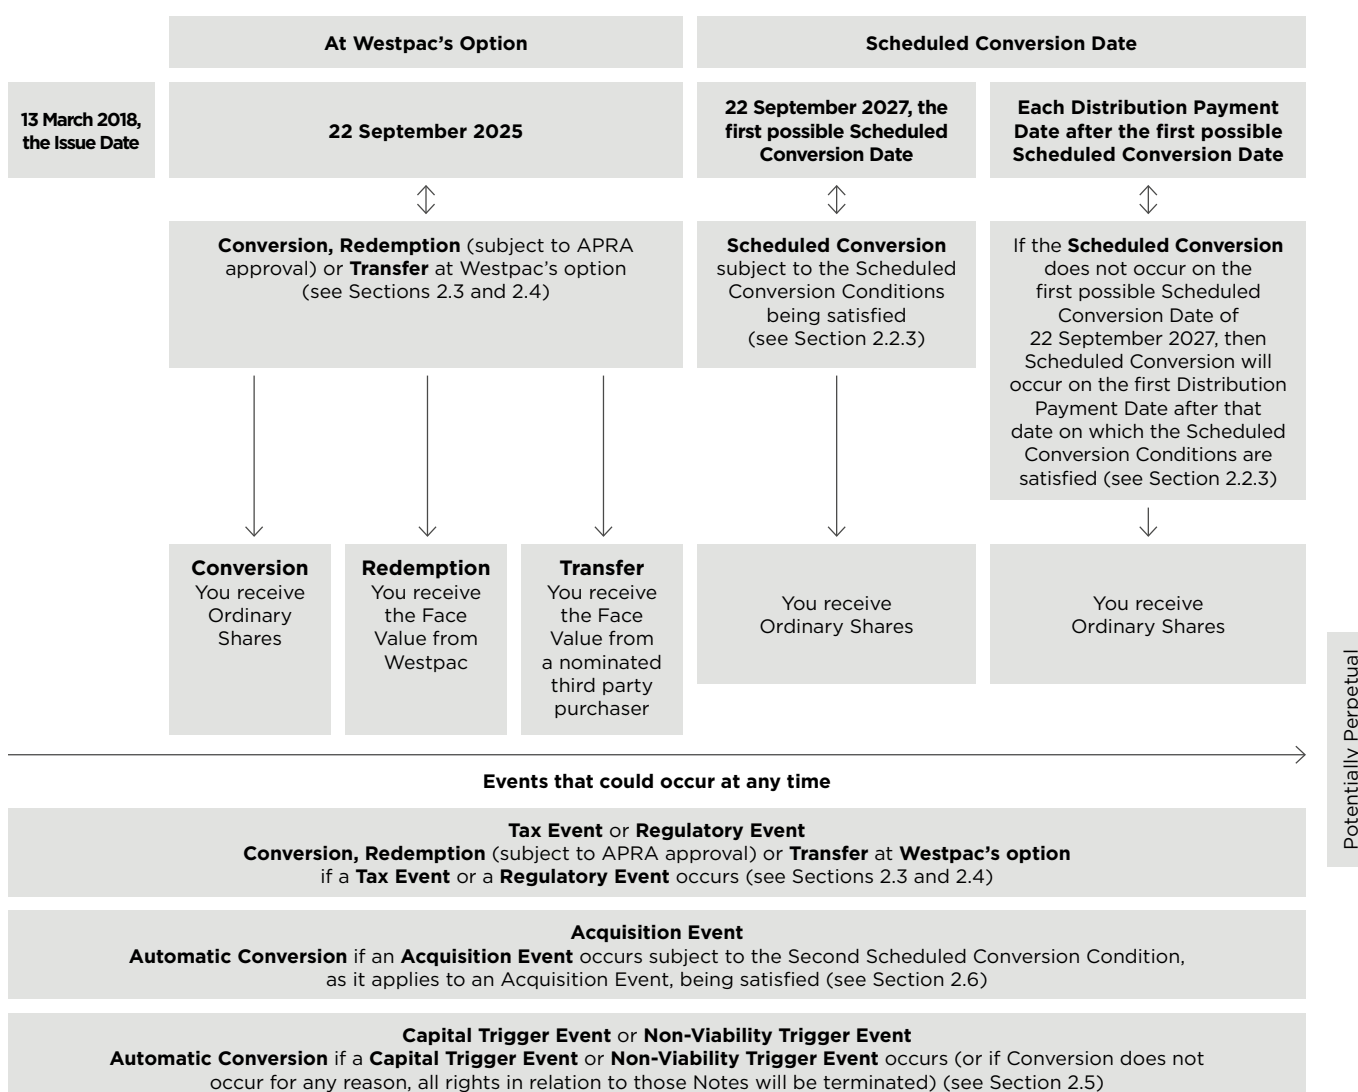 At Westpac's Option
Scheduled Conversion Date
13 March 2018,
the Issue Date
22 September 2025
22 September 2027, the
first possible Scheduled
Conversion Date
Each Distribution Payment
Date after the first possible
Scheduled Conversion Date
Conversion, Redemption (subject to APRA
approval) or Transfer at Westpac's option
(see Sections 2.3 and 2.4)
Scheduled Conversion
subject to the Scheduled
Conversion Conditions
being satisfied
(see Section 2.2.3)
If the Scheduled Conversion
does not occur on the
first possible Scheduled
Conversion Date of
22 September 2027, then
Scheduled Conversion will
occur on the first Distribution
Payment Date after that
date on which the Scheduled
Conversion Conditions are
satisfied (see Section 2.2.3)
Conversion
You receive
Ordinary
Shares
Redemption
You receive
the Face
Value from
Westpac
Transfer
You receive
the Face
Value from
a nominated
third party
purchaser
You receive
Ordinary Shares
You receive
Ordinary Shares
Potentially Perpetual
Events that could occur at any time
Tax Event or Regulatory Event
Conversion, Redemption (subject to APRA approval) or Transfer at Westpac's option
if a Tax Event or a Regulatory Event occurs (see Sections 2.3 and 2.4)
Acquisition Event
Automatic Conversion if an Acquisition Event occurs subject to the Second Scheduled Conversion Condition,
as it applies to an Acquisition Event, being satisfied (see Section 2.6)
Capital Trigger Event or Non-Viability Trigger Event
Automatic Conversion if a Capital Trigger Event or Non-Viability Trigger Event occurs (or if Conversion does not
occur for any reason, all rights in relation to those Notes will be terminated) (see Section 2.5)